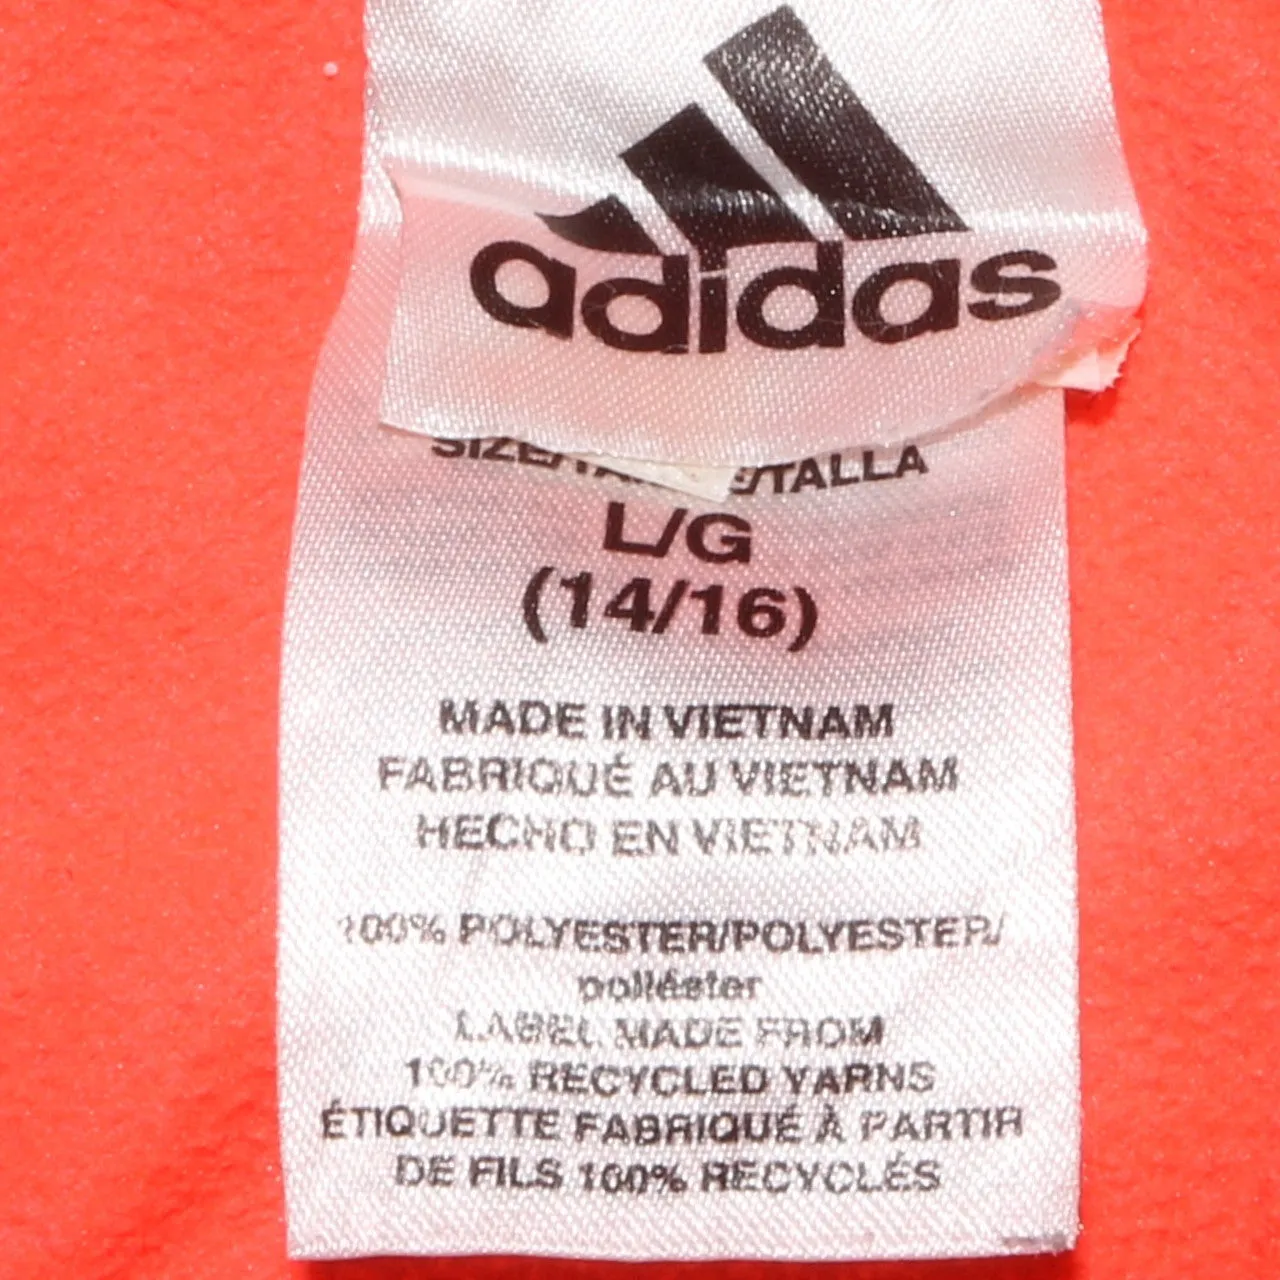 adidas
SIZE/TA E/TALLA
L/G
(14/16)
MADE IN VIETNAM
FABRIQUÉ AU VIETNAM
HECHO EN VIETNAM
100% POLYESTER/POLYESTER/
poliéster
LABEL MADE FROM
100% RECYCLED YARNS
ÉTIQUETTE FABRIQUÉ À PARTIR
DE FILS 100% RECYCLÉS